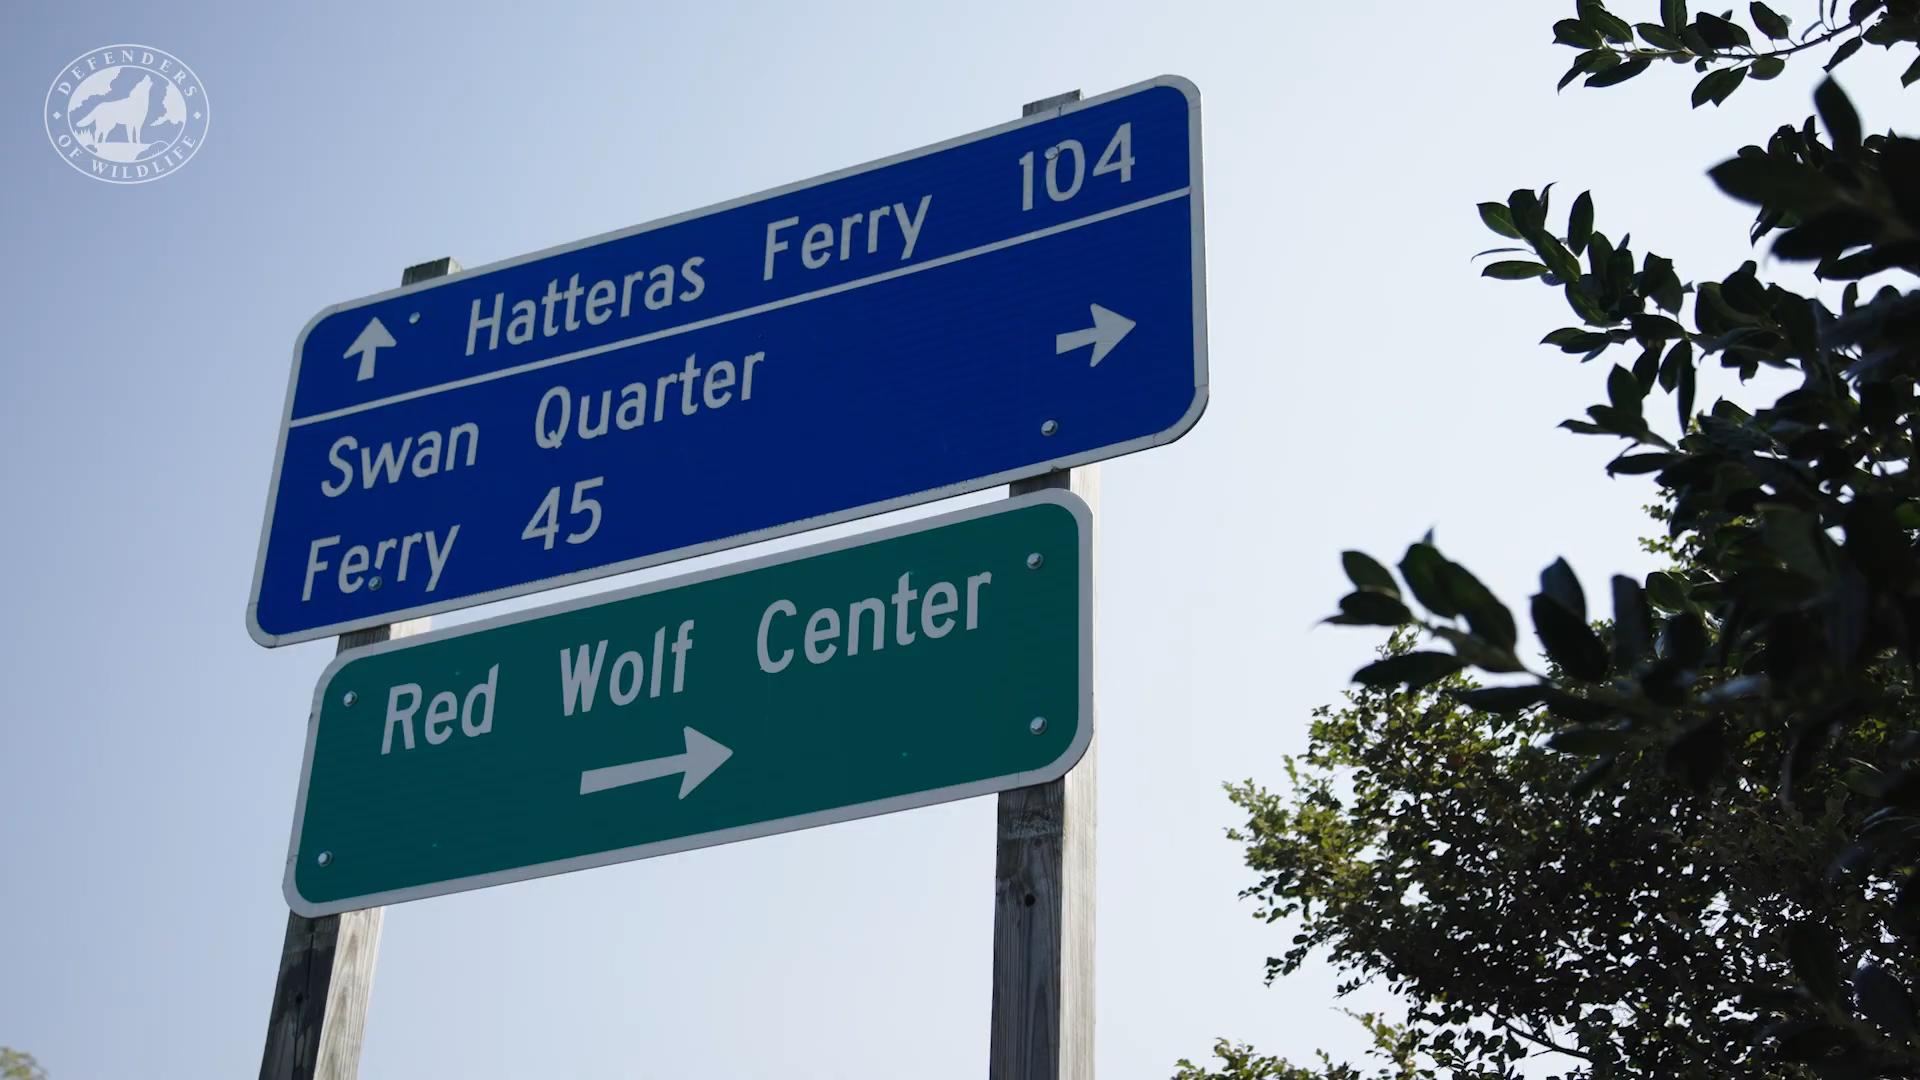 DEFENDERS
OF WILDLIFE
Hatteras Ferry 104
Swan Quarter
Ferry 45
Red Wolf Center